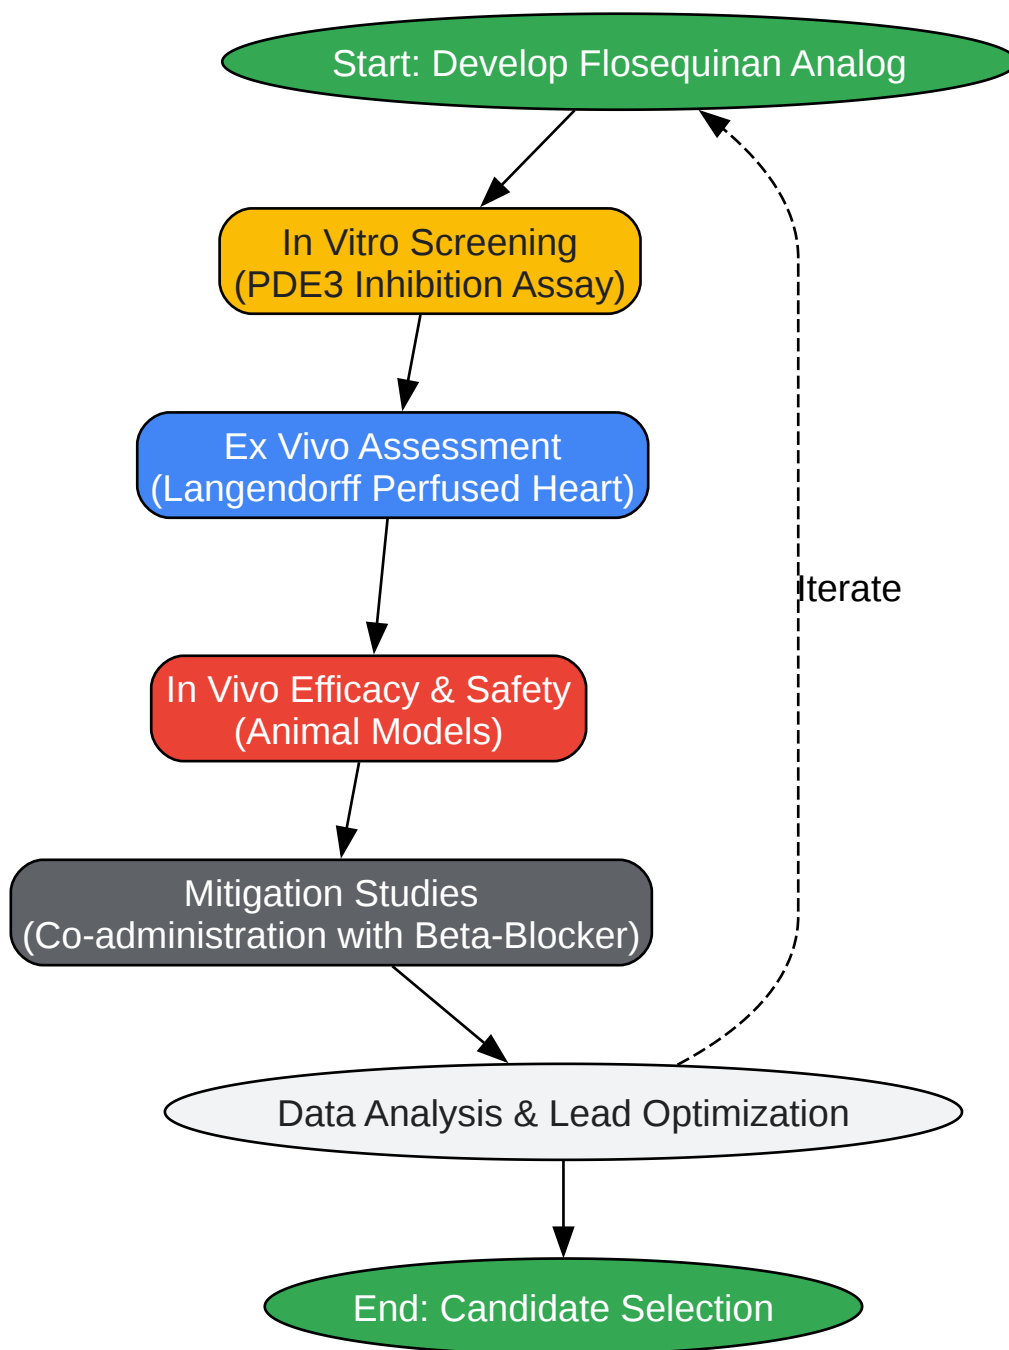 Start: Develop Flosequinan Analog
In Vitro Screening
(PDE3 Inhibition Assay)
Ex Vivo Assessment
(Langendorff Perfused Heart)
Iterate
In Vivo Efficacy & Safety
(Animal Models)
Mitigation Studies
(Co-administration with Beta-Blocker)
Data Analysis & Lead Optimization
End: Candidate Selection